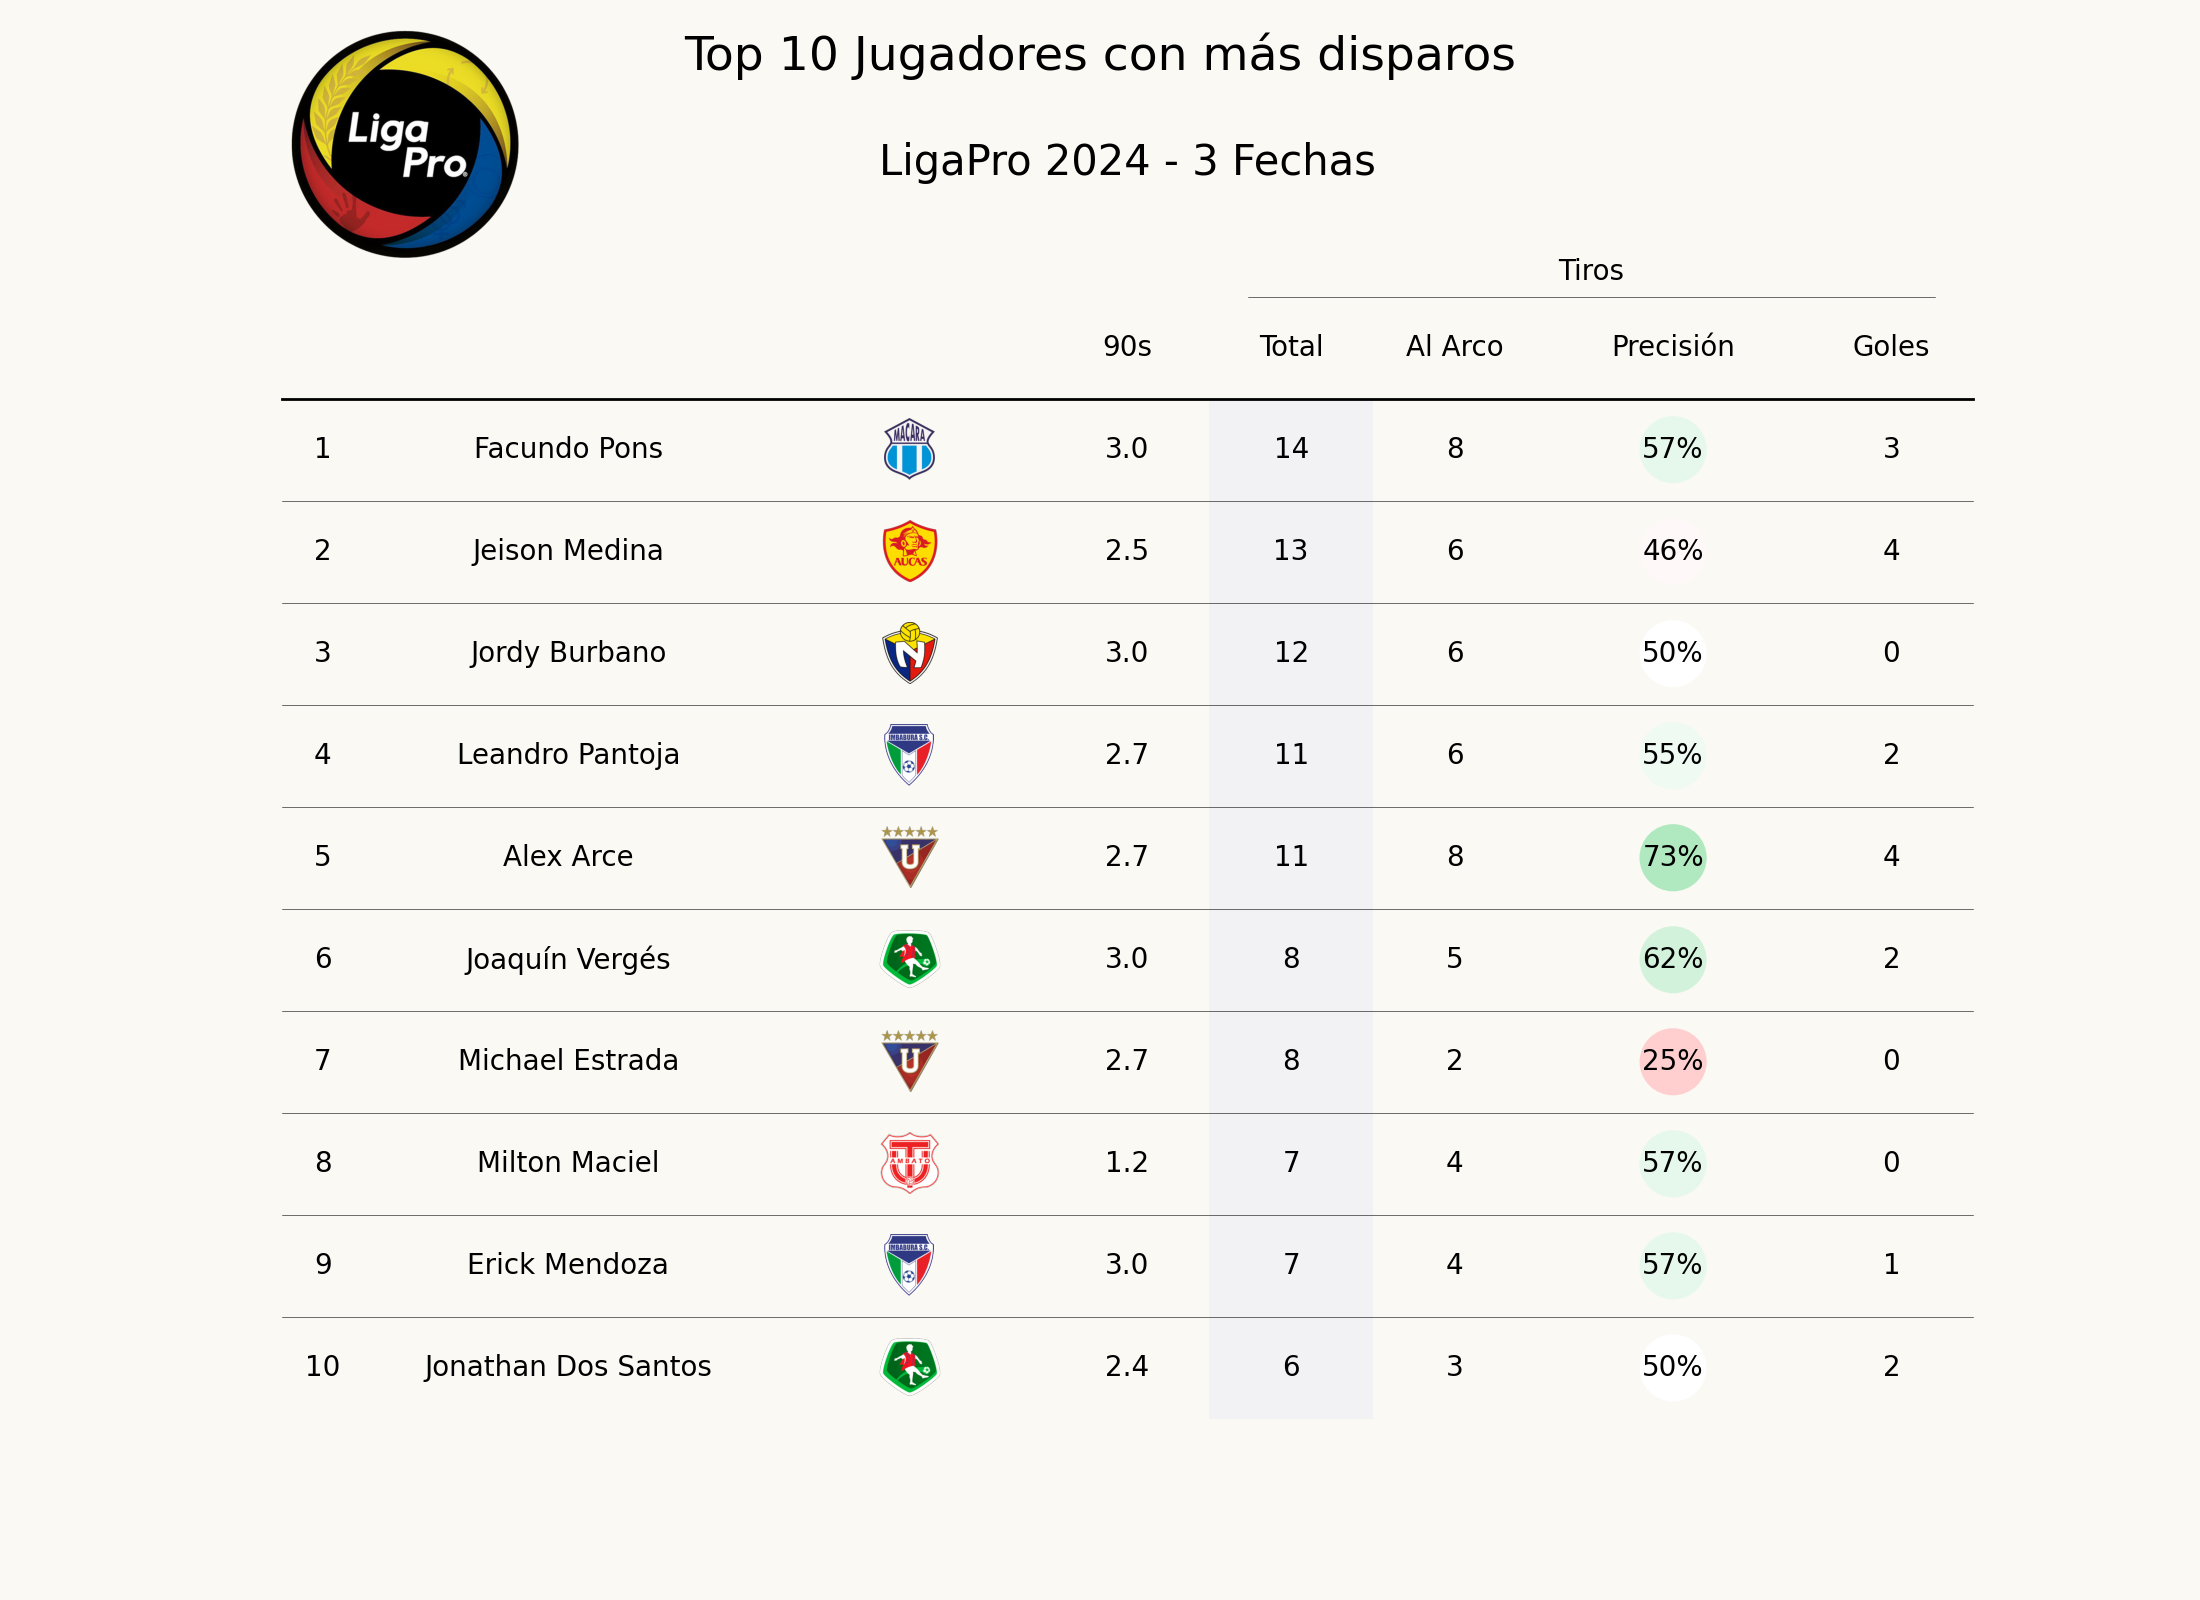 Top 10 Jugadores con más disparos
Liga
Pro
LigaPro 2024 - 3 Fechas
Tiros
90s Total Al Arco Precisión Goles
1 Facundo Pons MACARA 3.0 14 8 57% 3
2 Jeison Medina AUCAS 2.5 13 6 46% 4
3 Jordy Burbano N 3.0 12 6 50% 0
4 Leandro Pantoja IMBABURA S.C. 2.7 11 6 55% 2
5 Alex Arce U 2.7 11 8 73% 4
6 Joaquín Vergés 3.0 8 5 62% 2
7 Michael Estrada U 2.7 8 2 25% 0
8 Milton Maciel AMBATO 1.2 7 4 57% 0
9 Erick Mendoza IMBABURA S.C. 3.0 7 4 57% 1
10 Jonathan Dos Santos 2.4 6 3 50% 2